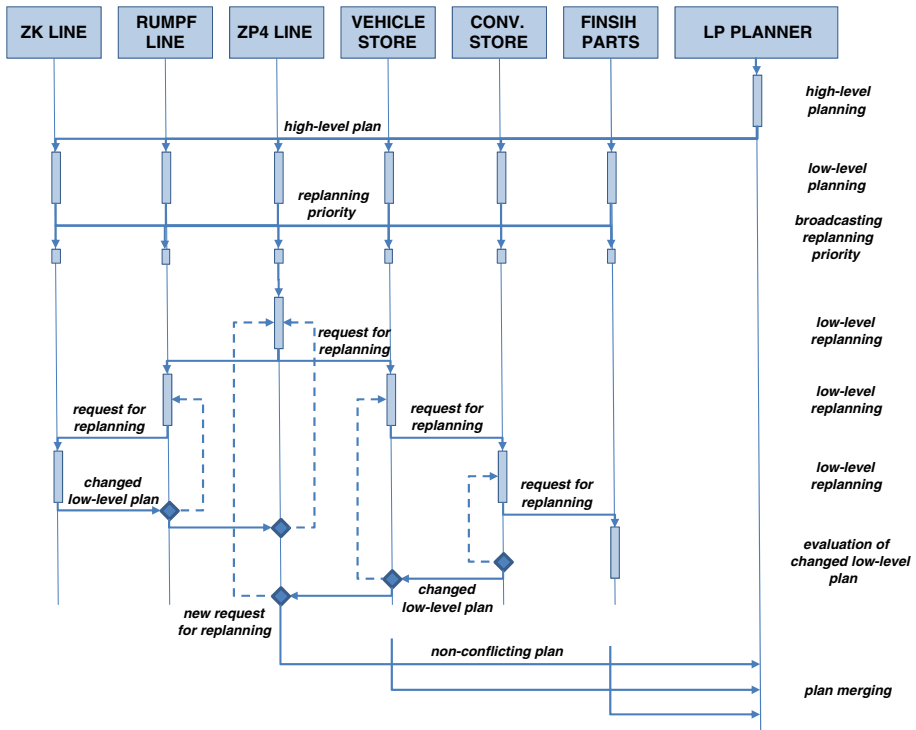 ZK LINE
RUMPF
LINE
ZP4 LINE
VEHICLE
STORE
CONV.
STORE
FINSIH
PARTS
LP PLANNER
high-level
planning
high-level plan
low-level
planning
replanning
priority
broadcasting
replanning
priority
request for
replanning
low-level
replanning
low-level
replanning
request for
replanning
request for
replanning
low-level
replanning
changed
low-level plan
request for
replanning
evaluation of
changed low-level
plan
changed
low-level plan
new request
for replanning
non-conflicting plan
plan merging